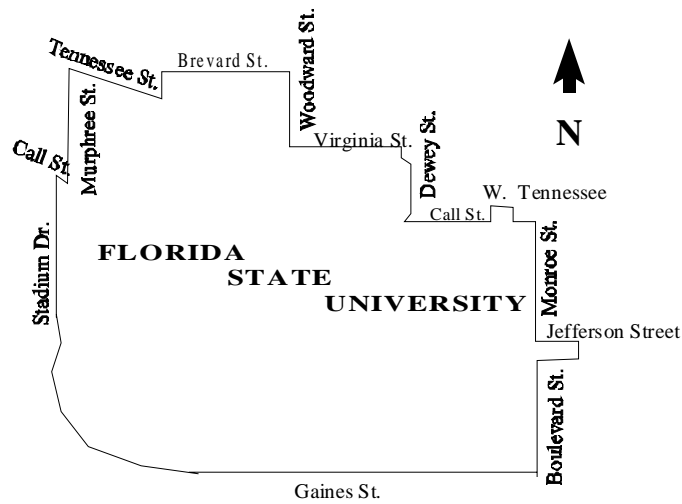 Tennessee St.
Brevard St.
Woodward St.
Murphree St.
Call St.
Virginia St.
Dewey St.
N
W. Tennessee
Call St.
Monroe St.
Stadium Dr.
FLORIDA
STATE
UNIVERSITY
Jefferson Street
Boulevard St.
Gaines St.